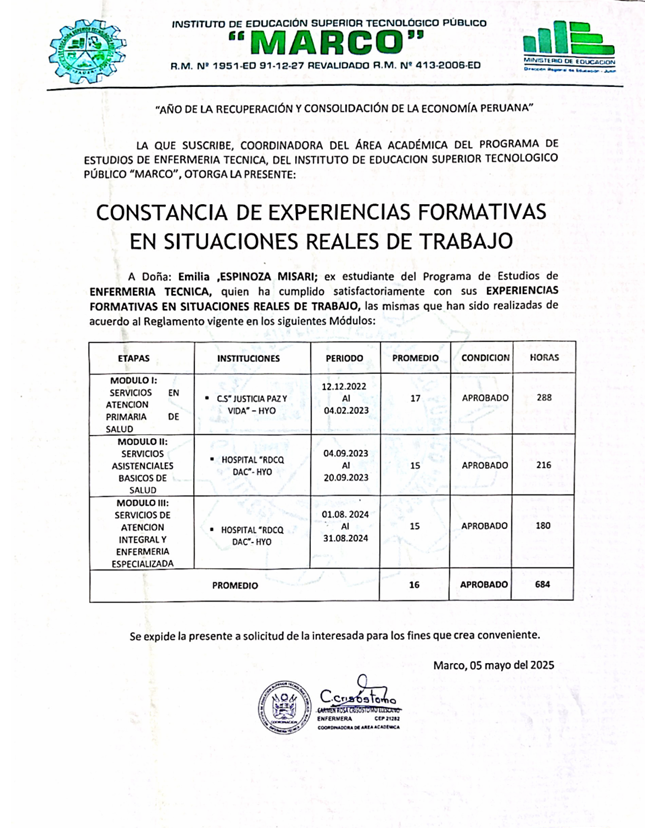 INSTITUTO DE EDUCACIÓN SUPERIOR TECNOLÓGICO PÚBLICO
“MARCO”
R.M. Nº 1951-ED 91-12-27 REVALIDADO R.M. Nº 413-2006-ED
MINISTERIO DE EDUCACION
Dirección Regional de Educación - Junín
“AÑO DE LA RECUPERACIÓN Y CONSOLIDACIÓN DE LA ECONOMÍA PERUANA”
LA QUE SUSCRIBE, COORDINADORA DEL ÁREA ACADÉMICA DEL PROGRAMA DE
ESTUDIOS DE ENFERMERIA TECNICA, DEL INSTITUTO DE EDUCACION SUPERIOR TECNOLOGICO
PÚBLICO “MARCO”, OTORGA LA PRESENTE:
CONSTANCIA DE EXPERIENCIAS FORMATIVAS
EN SITUACIONES REALES DE TRABAJO
A Doña: Emilia ,ESPINOZA MISARI; ex estudiante del Programa de Estudios de
ENFERMERIA TECNICA, quien ha cumplido satisfactoriamente con sus EXPERIENCIAS
FORMATIVAS EN SITUACIONES REALES DE TRABAJO, las mismas que han sido realizadas de
acuerdo al Reglamento vigente en los siguientes Módulos:
ETAPAS INSTITUCIONES PERIODO PROMEDIO CONDICION HORAS
MODULO I:
SERVICIOS EN
ATENCION
PRIMARIA DE
SALUD
▪ C.S” JUSTICIA PAZ Y
VIDA” – HYO
12.12.2022
Al
04.02.2023
17
APROBADO
288
MODULO II:
SERVICIOS
ASISTENCIALES
BASICOS DE
SALUD
▪ HOSPITAL “RDCQ
DAC”- HYO
04.09.2023
Al
20.09.2023
15
APROBADO
216
MODULO III:
SERVICIOS DE
ATENCION
INTEGRAL Y
ENFERMERIA
ESPECIALIZADA
▪ HOSPITAL “RDCQ
DAC”- HYO
01.08. 2024
Al
31.08.2024
15
APROBADO
180
PROMEDIO 16 APROBADO 684
Se expide la presente a solicitud de la interesada para los fines que crea conveniente.
Marco, 05 mayo del 2025
C.crisóstomo
CARMEN ROSA CRISOSTOMO
ENFERMERA CEP 21282
COORDINADORA DE AREA ACADÉMICA